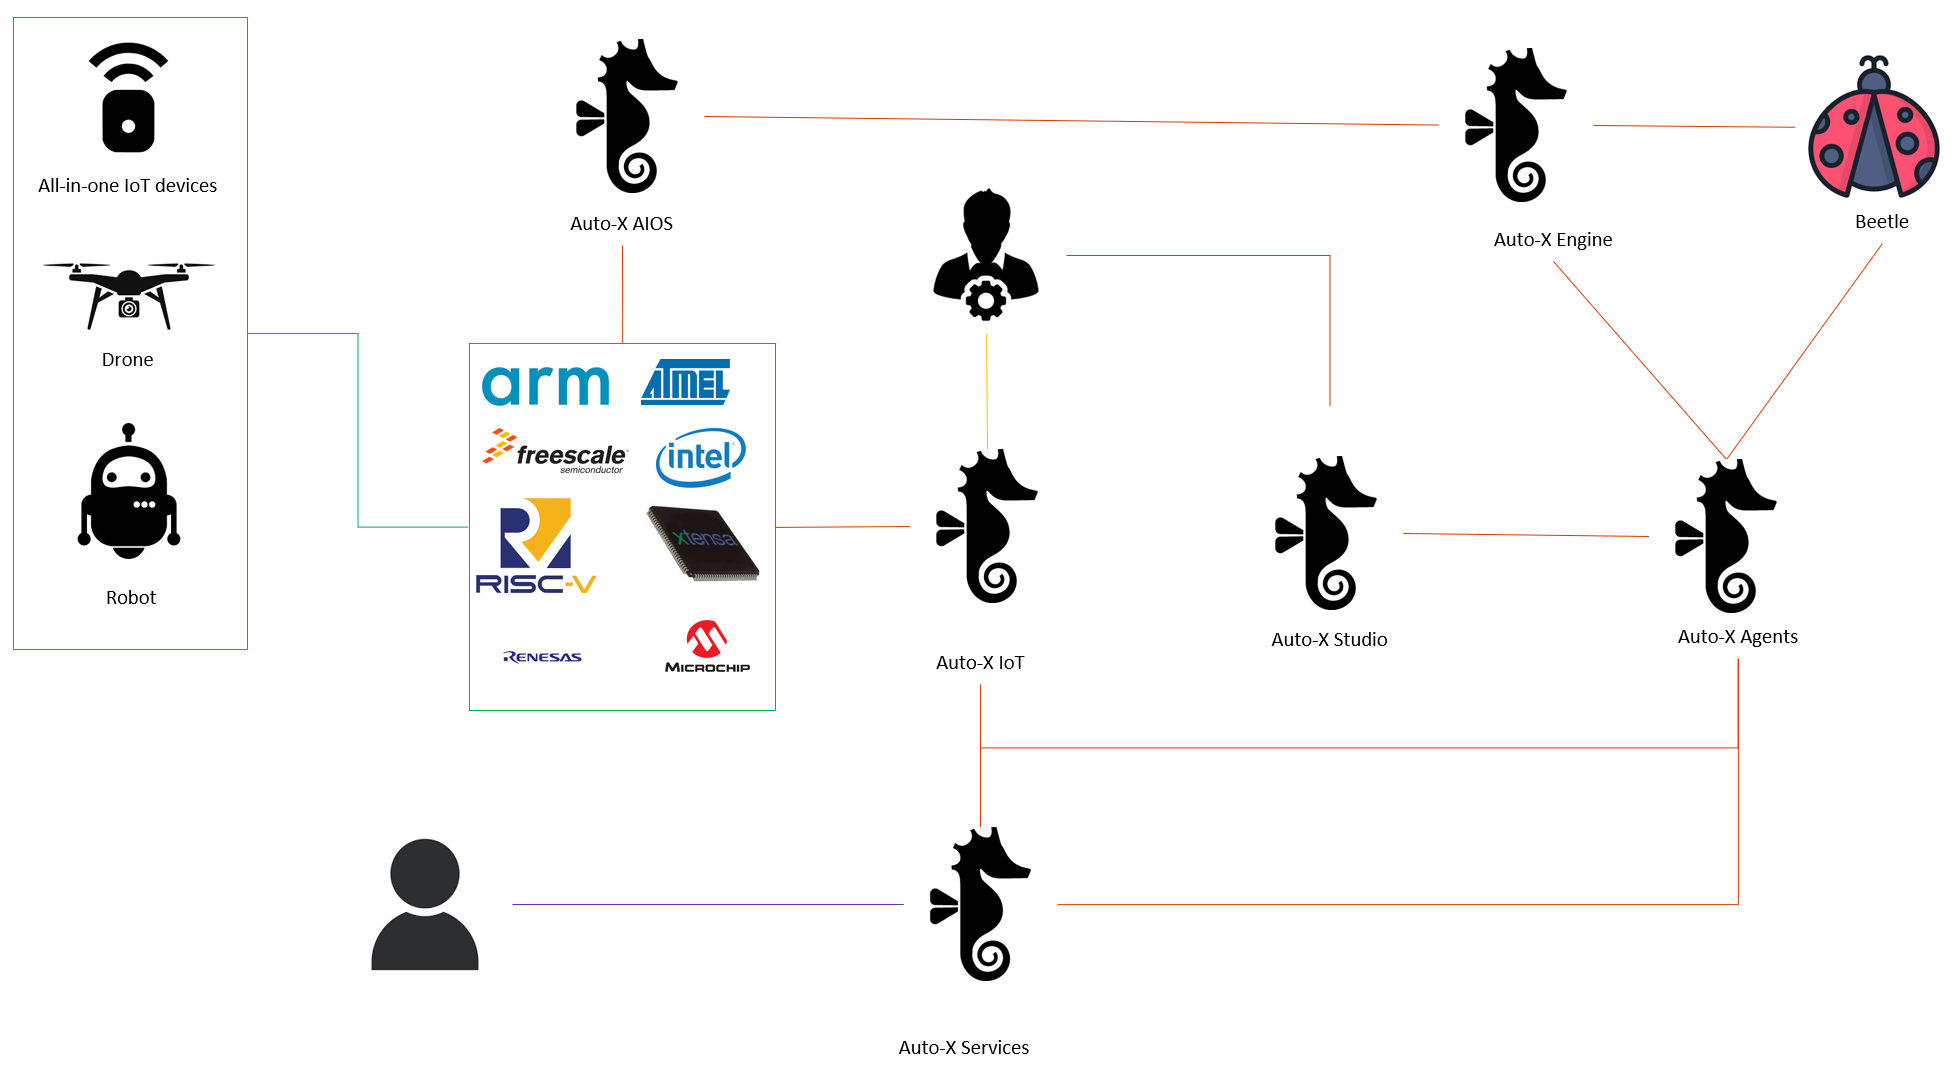 All-in-one IoT devices
Drone
Robot
Auto-X AIOS
Auto-X Engine
Beetle
arm
ATMEL
freescale
semiconductor
intel
RISC-V
xtensa
RENESAS
MICROCHIP
Auto-X IoT
Auto-X Studio
Auto-X Agents
Auto-X Services